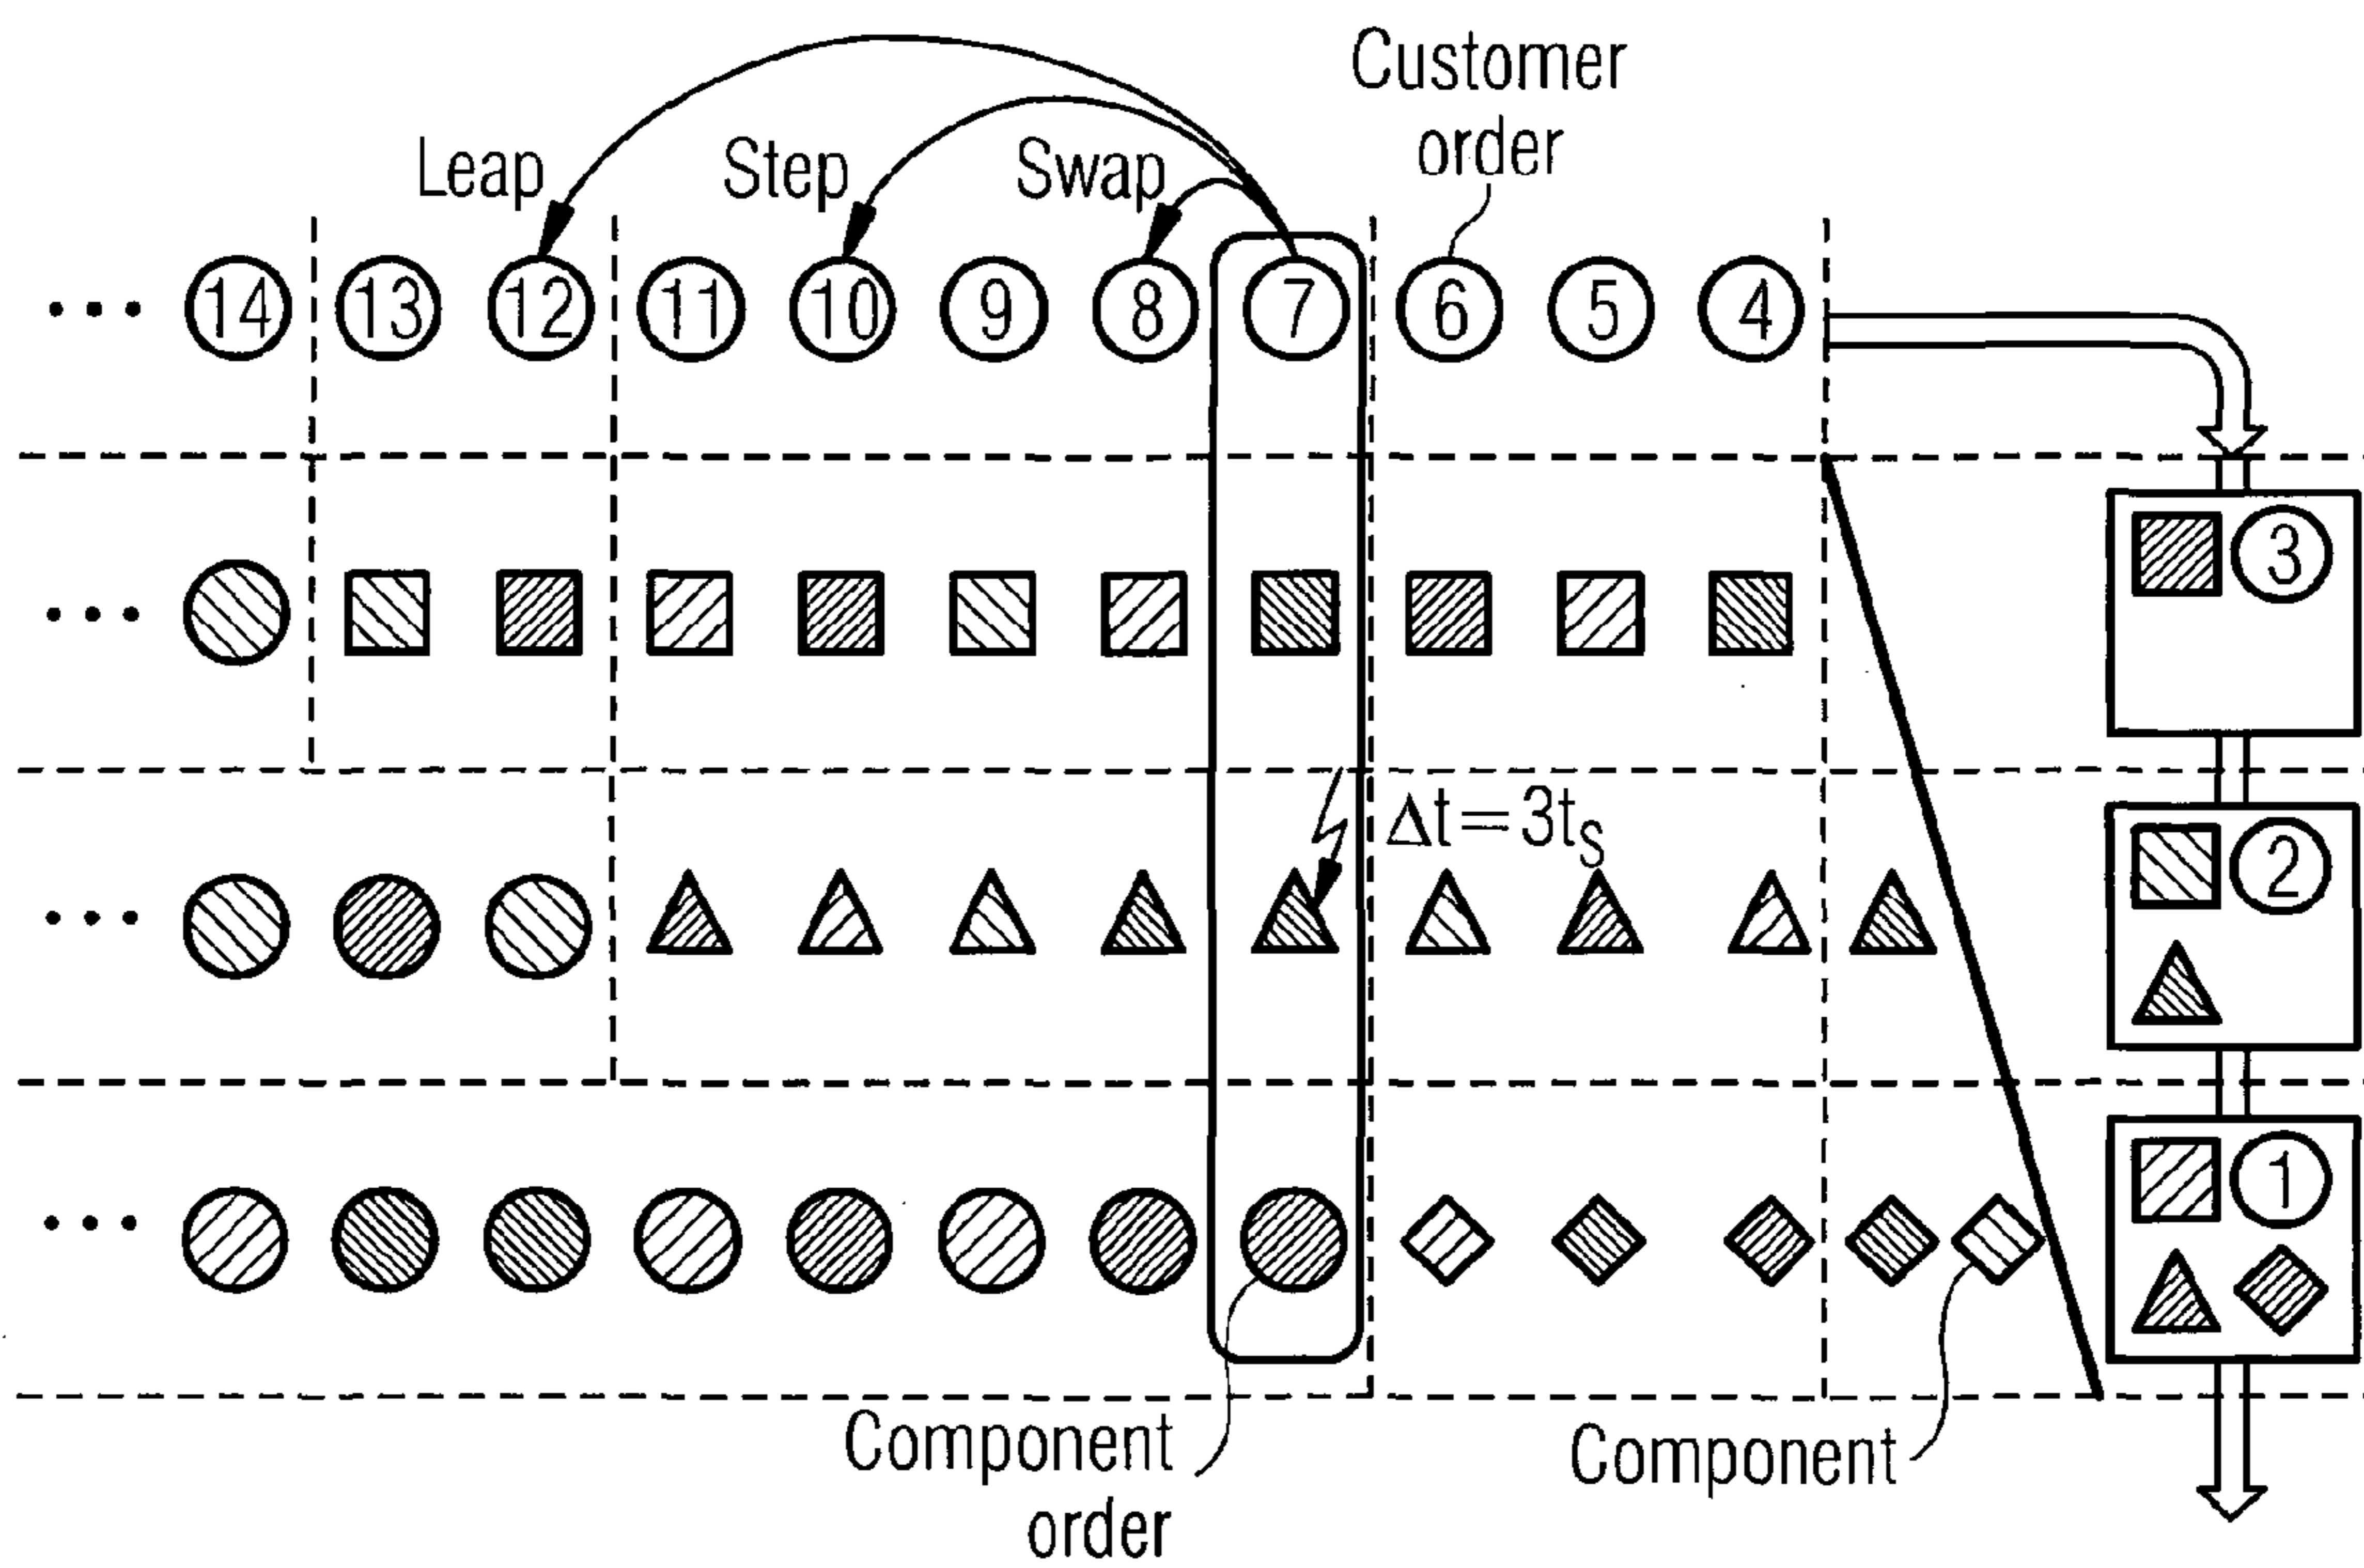 Customer
order
Leap Step Swap
... 14 13 12 11 10 9 8 7 6 5 4
...
3
Δt=3ts
...
2
...
1
Component
order
Component